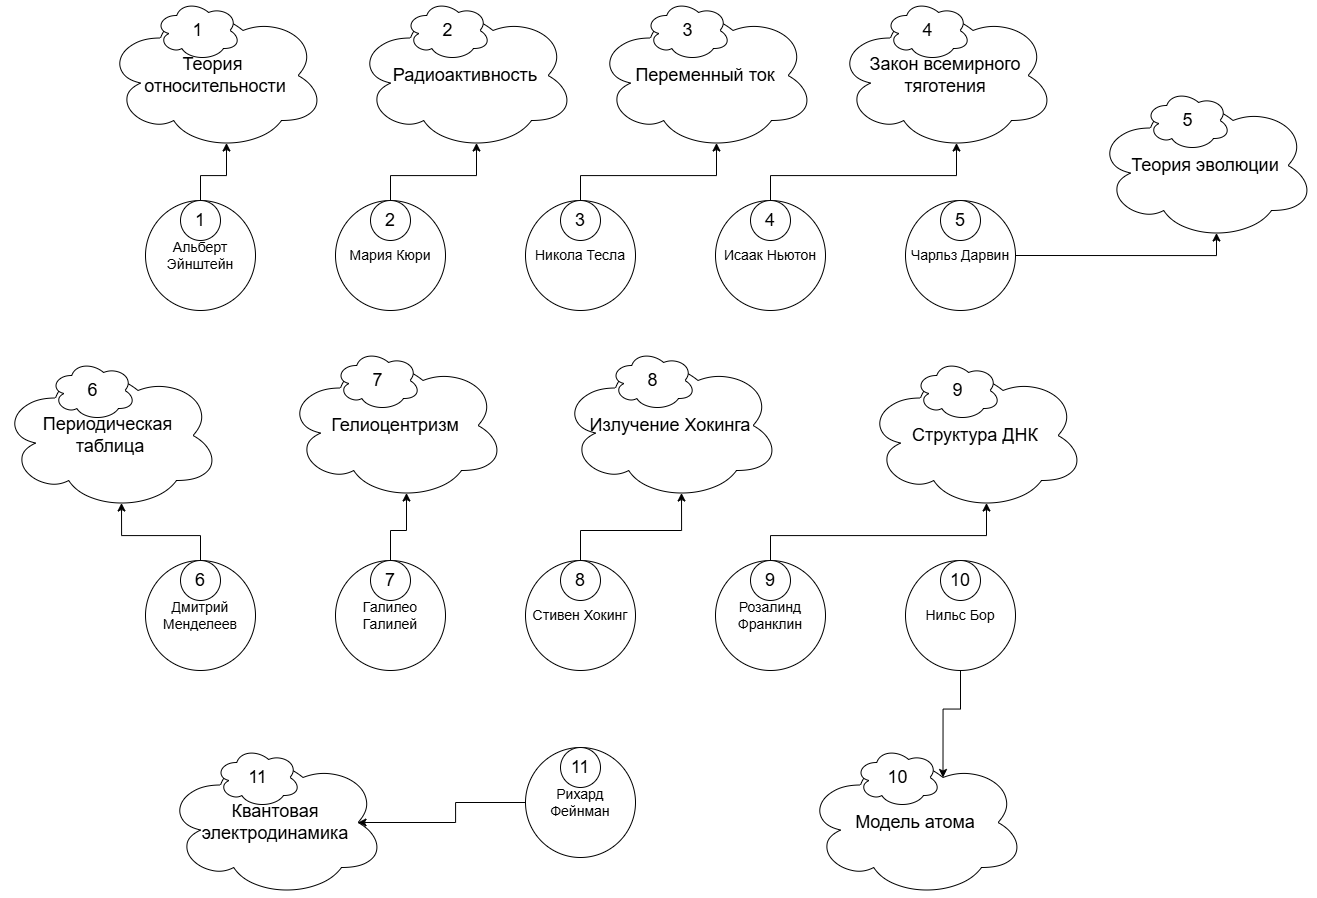 1
Теория
относительности
2
Радиоактивность
3
Переменный ток
4
Закон всемирного
тяготения
5
Теория эволюции
1
Альберт
Эйнштейн
2
Мария Кюри
3
Никола Тесла
4
Исаак Ньютон
5
Чарльз Дарвин
6
Периодическая
таблица
7
Гелиоцентризм
8
Излучение Хокинга
9
Структура ДНК
6
Дмитрий
Менделеев
7
Галилео
Галилей
8
Стивен Хокинг
9
Розалинд
Франклин
10
Нильс Бор
11
Квантовая
электродинамика
11
Рихард
Фейнман
10
Модель атома